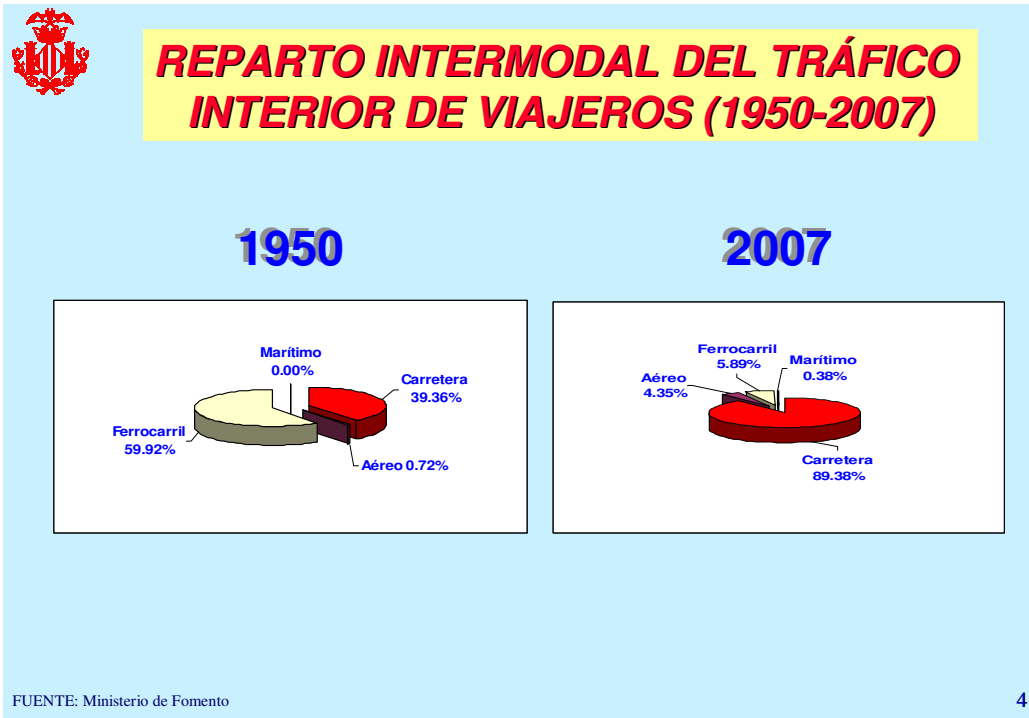 REPARTO INTERMODAL DEL TRÁFICO
INTERIOR DE VIAJEROS (1950-2007)
1950
2007
Marítimo
0.00%
Carretera
39.36%
Ferrocarril
59.92%
Aéreo 0.72%
Ferrocarril
5.89%
Marítimo
0.38%
Aéreo
4.35%
Carretera
89.38%
FUENTE: Ministerio de Fomento
4